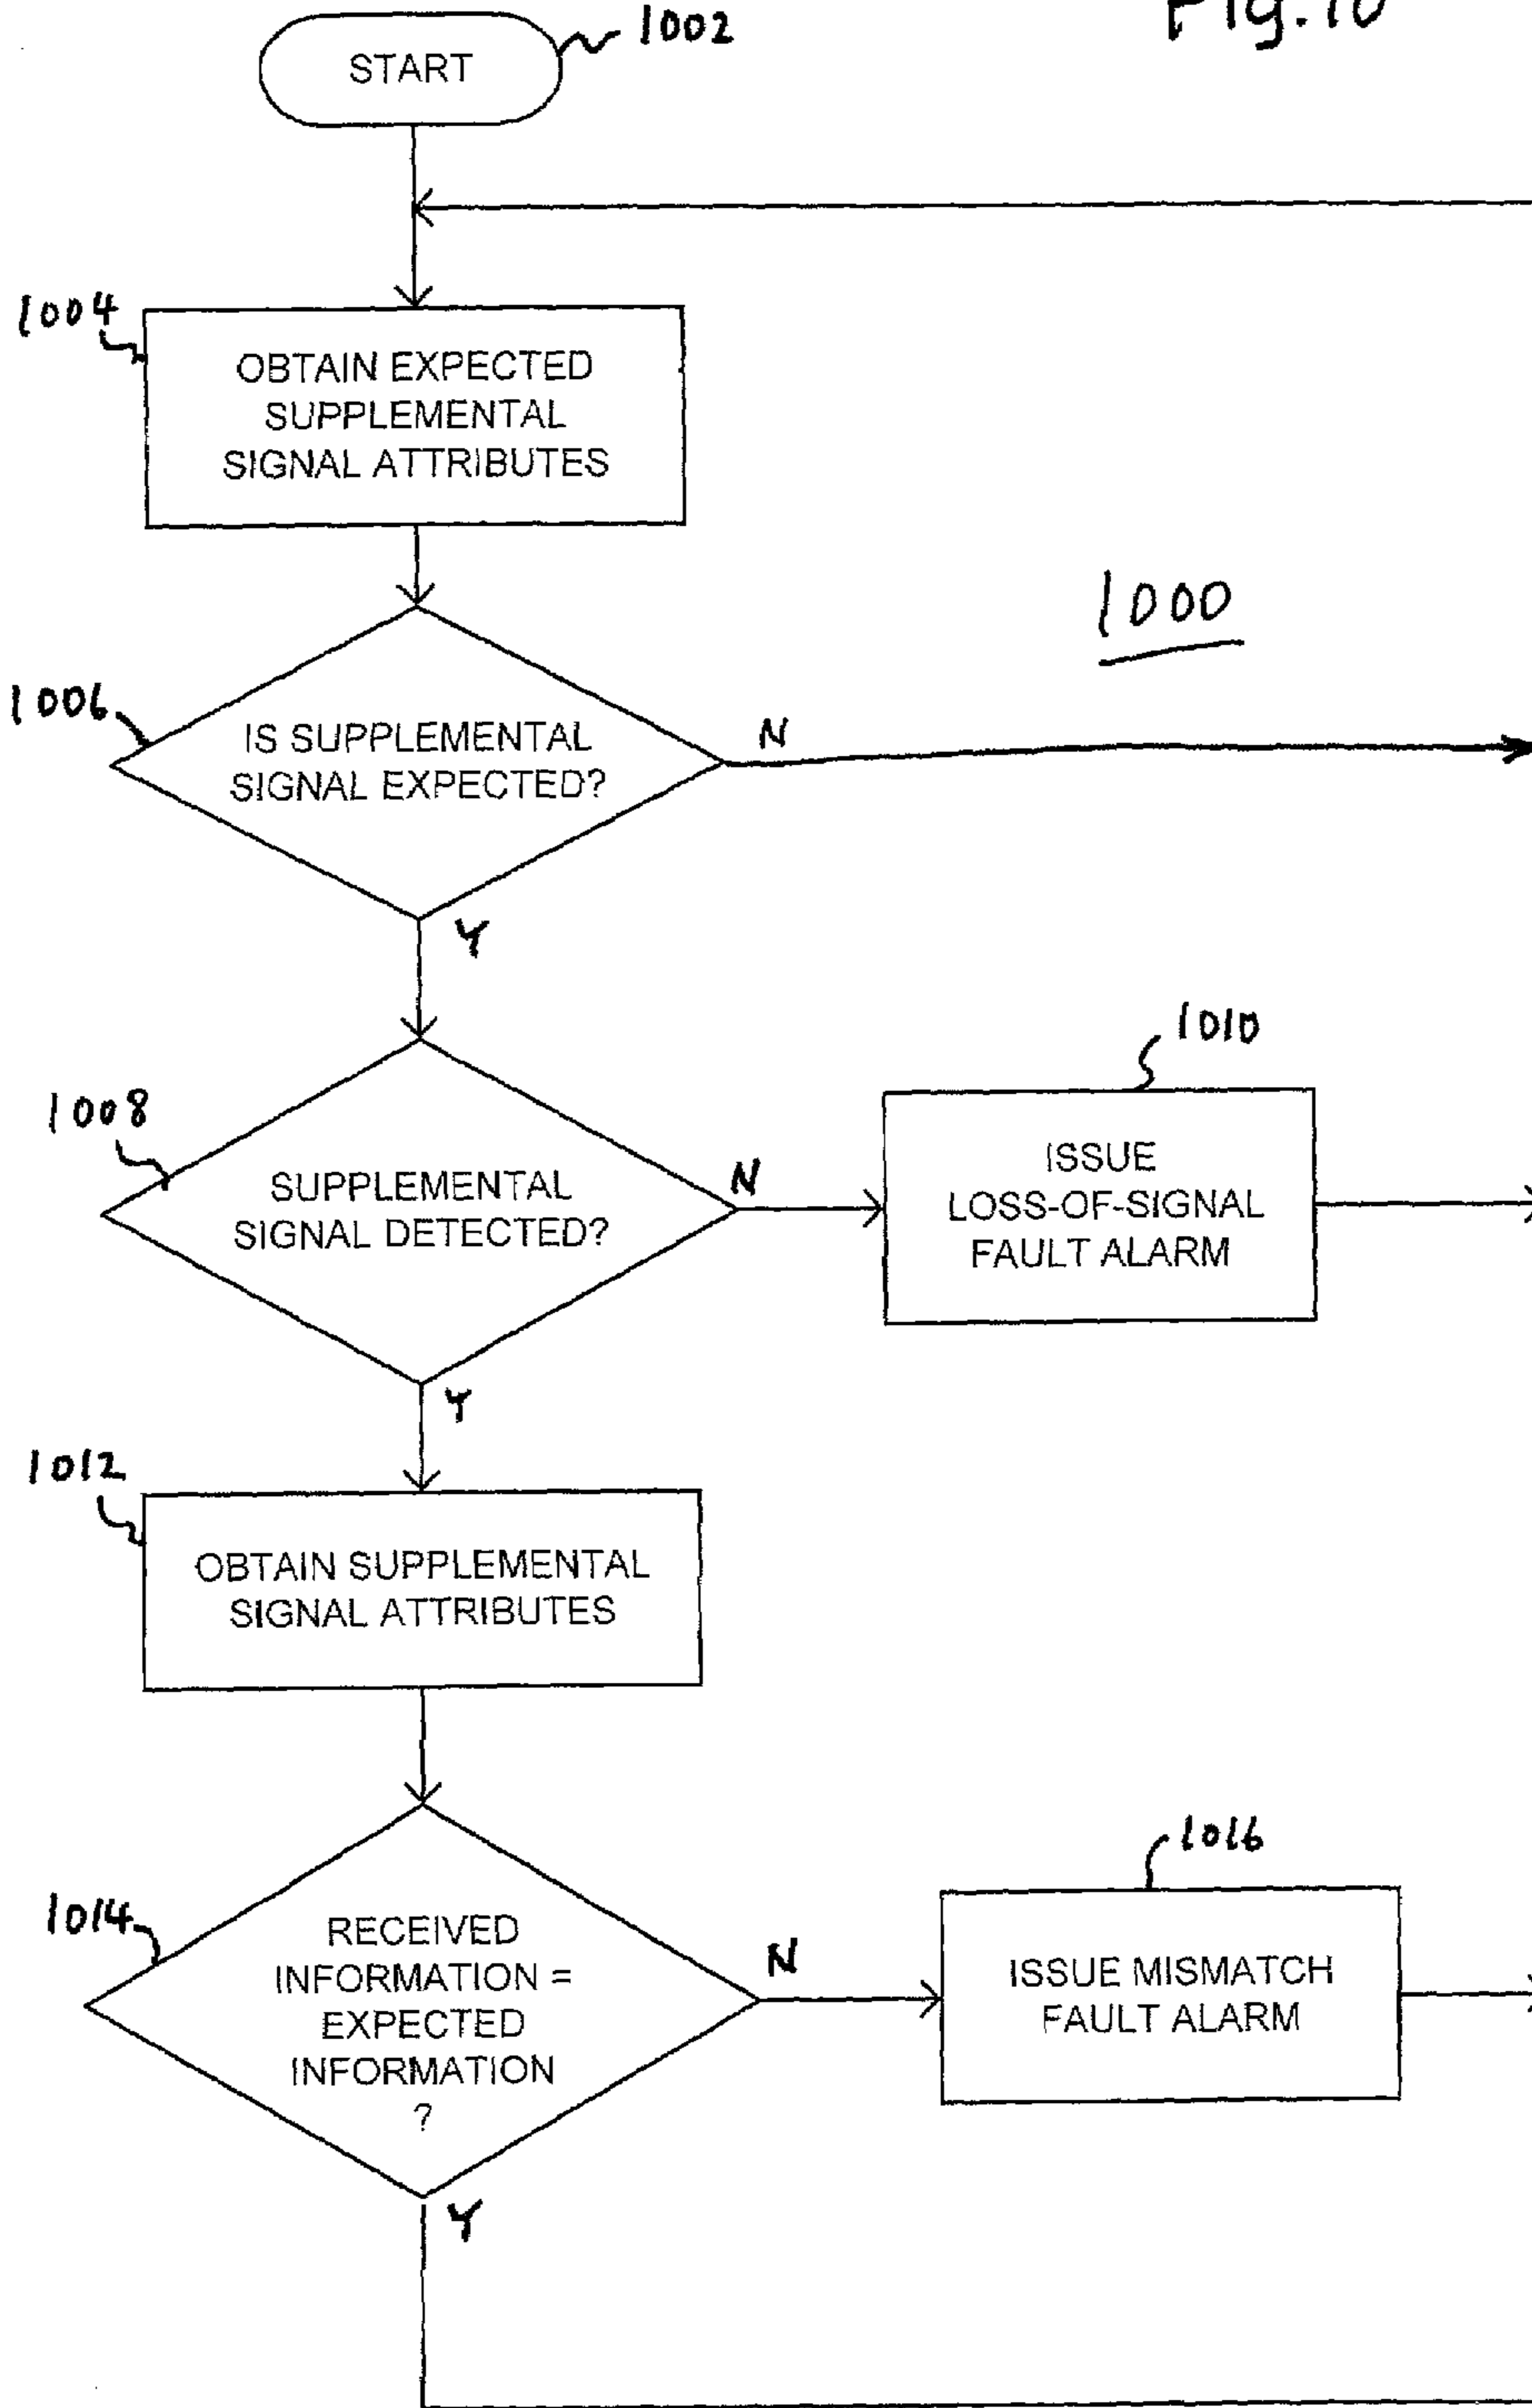 Fig. 10
1002
START
1004
OBTAIN EXPECTED
SUPPLEMENTAL
SIGNAL ATTRIBUTES
1000
1006
IS SUPPLEMENTAL
SIGNAL EXPECTED?
N
Y
1008
SUPPLEMENTAL
SIGNAL DETECTED?
N
1010
ISSUE
LOSS-OF-SIGNAL
FAULT ALARM
Y
1012
OBTAIN SUPPLEMENTAL
SIGNAL ATTRIBUTES
1014
RECEIVED
INFORMATION =
EXPECTED
INFORMATION
?
N
1016
ISSUE MISMATCH
FAULT ALARM
Y